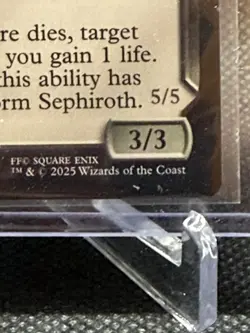 re dies, target
you gain 1 life.
this ability has
orm Sephiroth. 5/5
3/3
FF© SQUARE ENIX
™ & © 2025 Wizards of the Coast